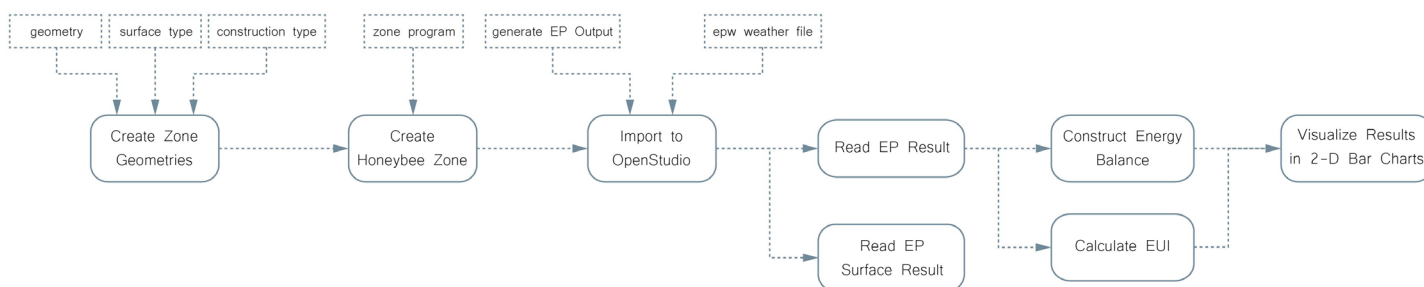 geometry
surface type
construction type
zone program
generate EP Output
epw weather file
Create Zone
Geometries
Create
Honeybee Zone
Import to
OpenStudio
Read EP Result
Construct Energy
Balance
Visualize Results
in 2-D Bar Charts
Read EP
Surface Result
Calculate EUI